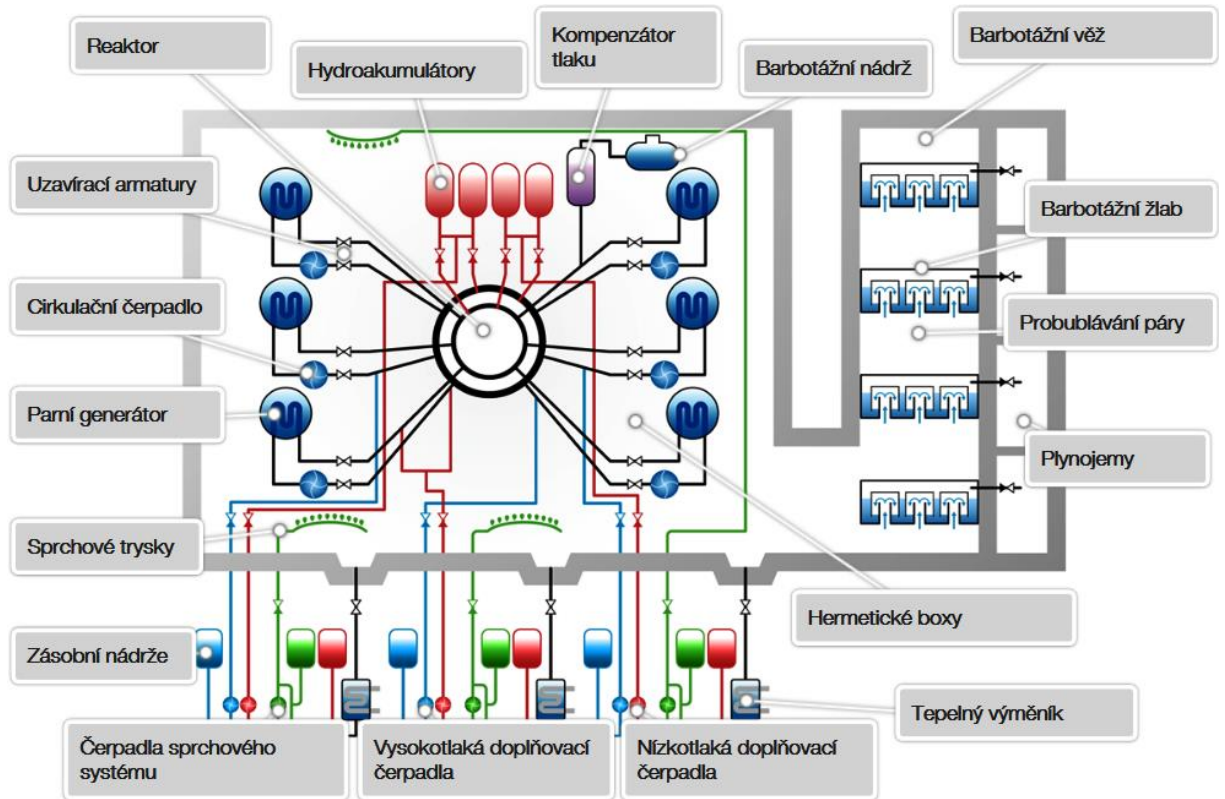 Reaktor
Hydroakumulátory
Kompenzátor
tlaku
Barbotážní nádrž
Barbotážní věž
Uzavírací armatury
Barbotážní žlab
Cirkulační čerpadlo
Probublávání páry
Parní generátor
Plynojemy
Sprchové trysky
Hermetické boxy
Zásobní nádrže
Tepelný výměník
Čerpadla sprchového
systému
Vysokotlaká doplňovací
čerpadla
Nízkotlaká doplňovací
čerpadla